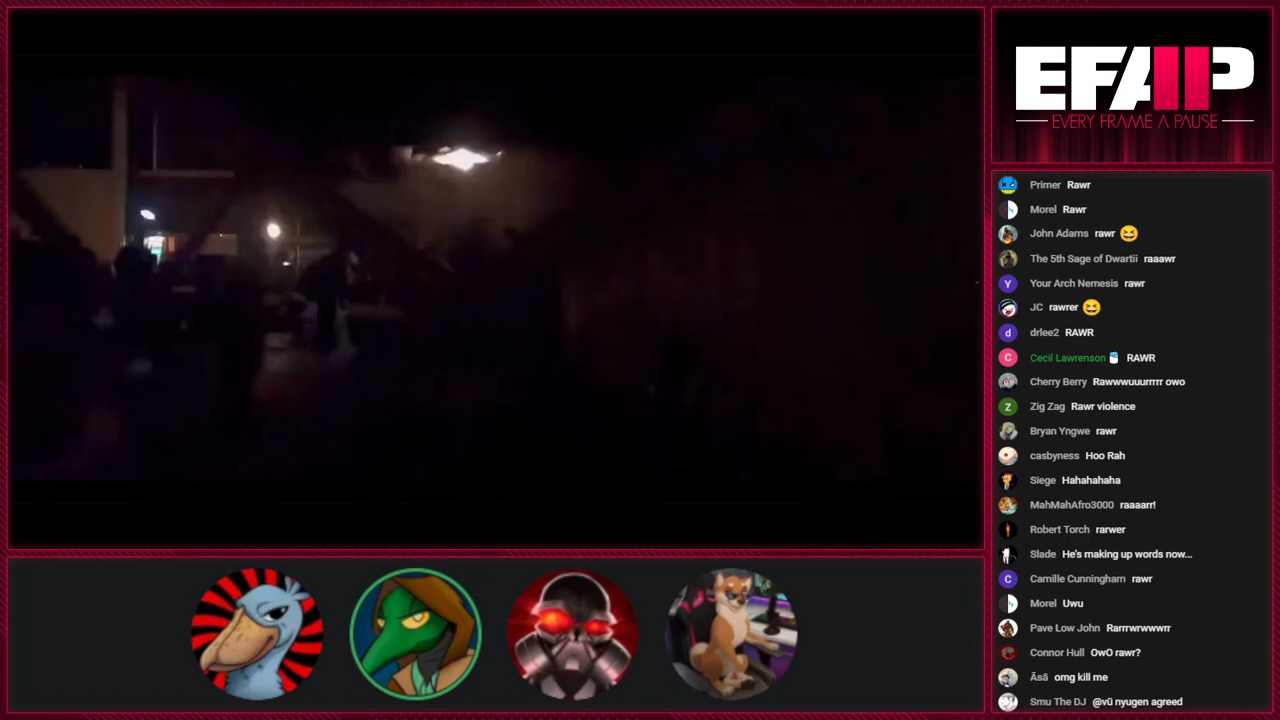 EFAP
EVERY FRAME A PAUSE
Primer Rawr
Morel Rawr
John Adams rawr 😆
The 5th Sage of Dwartii raaawr
Y Your Arch Nemesis rawr
JC rawrer 😆
d drlee2 RAWR
C Cecil Lawrenson RAWR
Cherry Berry Rawwwuuurrrrr owo
Z Zig Zag Rawr violence
Bryan Yngwe rawr
casbyness Hoo Rah
Siege Hahahahaha
MahMahAfro3000 raaaarr!
Robert Torch rarwer
Slade He's making up words now...
C Camille Cunningham rawr
Morel Uwu
Pave Low John Rarrrwrwwwrr
Connor Hull OwO rawr?
Āsā omg kill me
Smu The DJ @vũ nyugen agreed